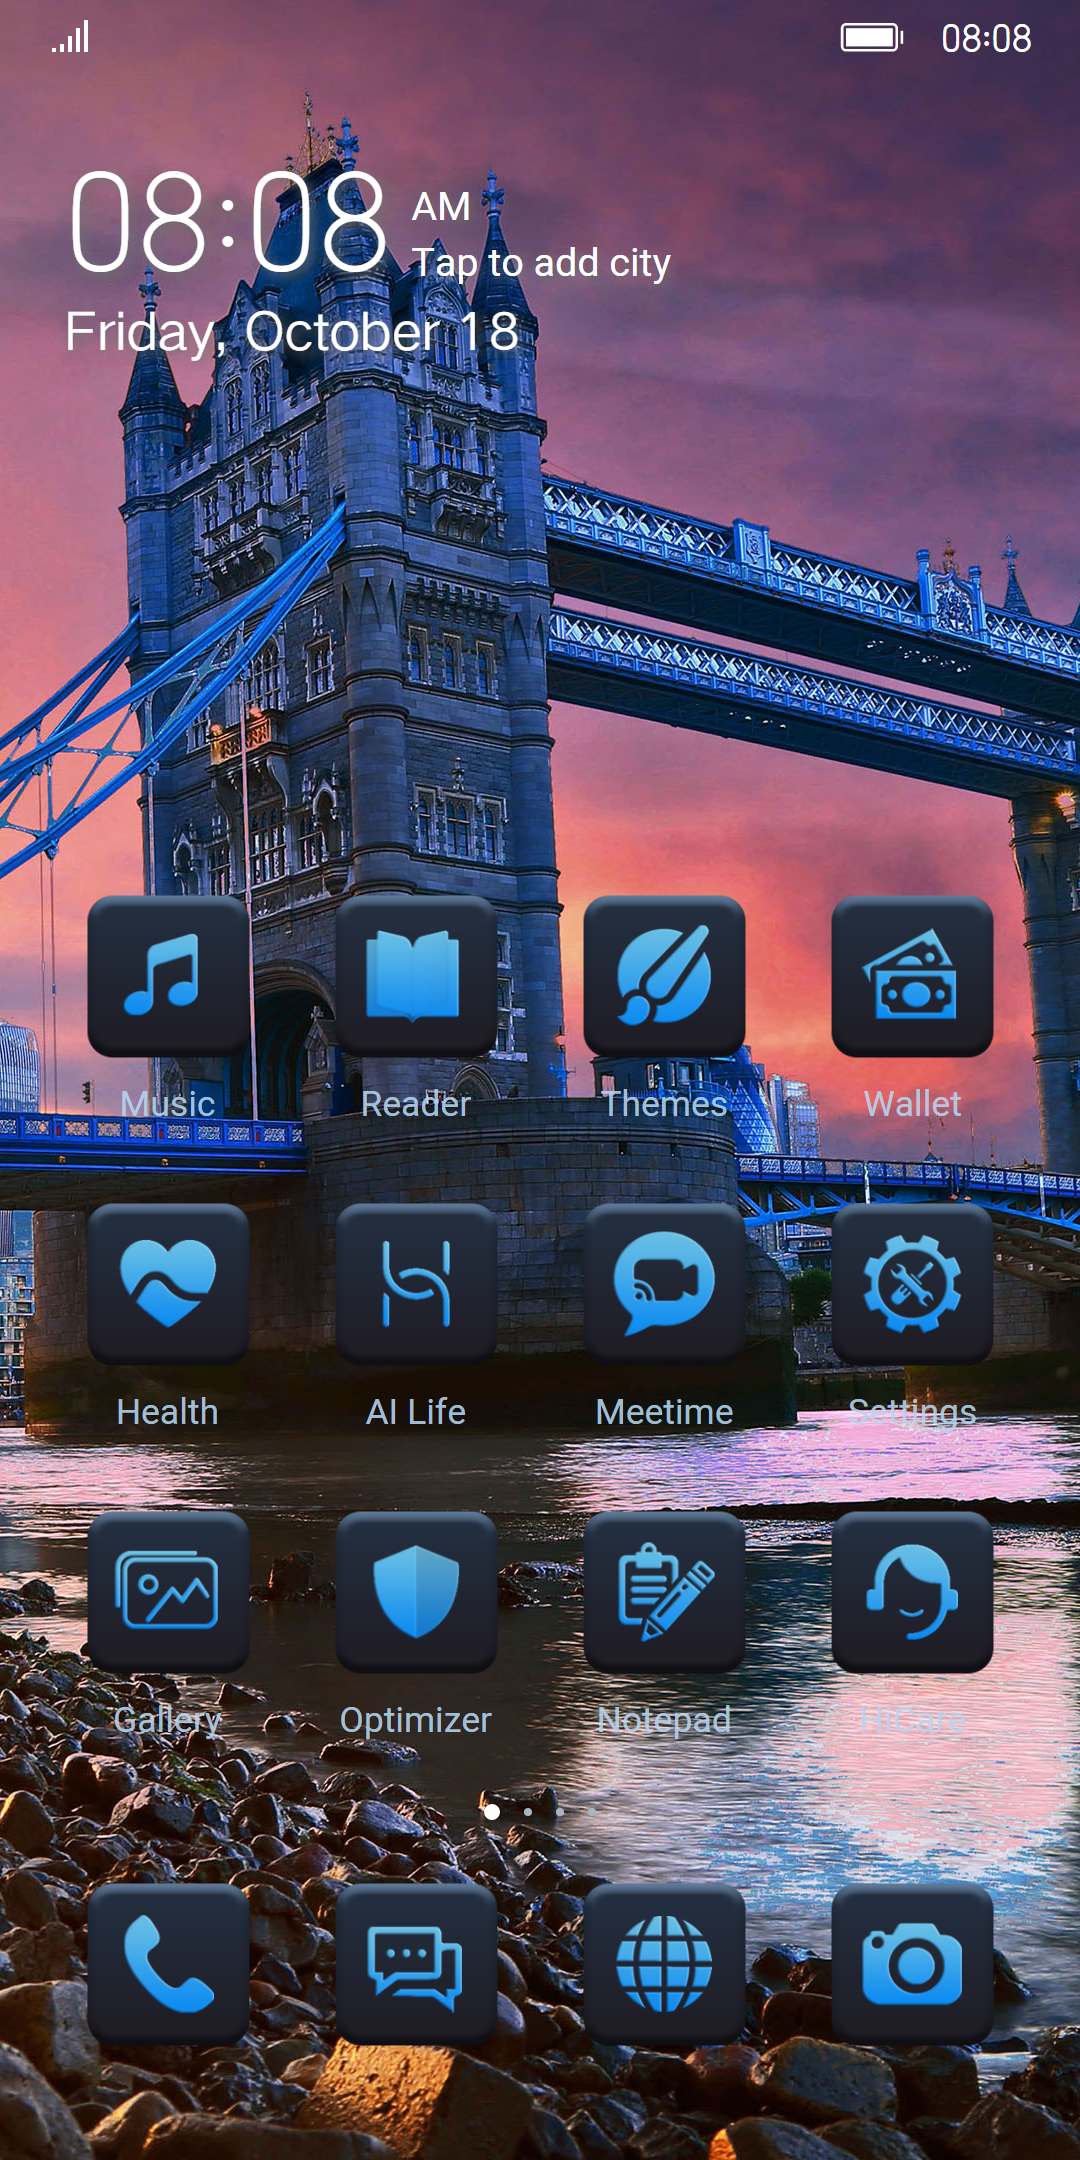 08:08
08:08 AM
Tap to add city
Friday, October 18
Music Reader Themes Wallet
Health AI Life Meetime Settings
Gallery Optimizer Notepad HiCare